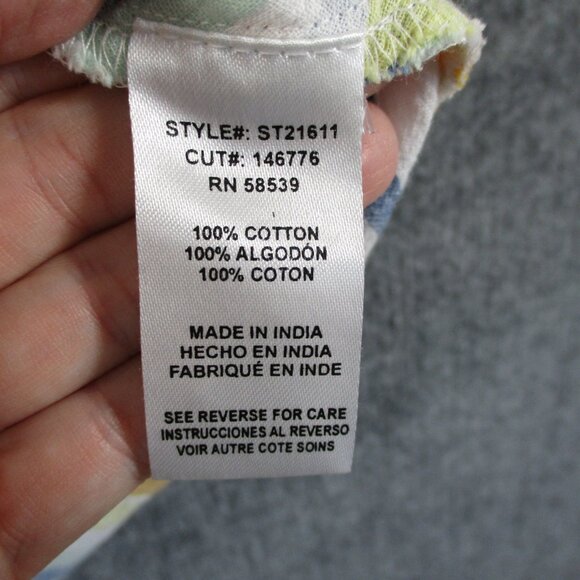 STYLE#: ST21611
CUT#: 146776
RN 58539
100% COTTON
100% ALGODÓN
100% COTON
MADE IN INDIA
HECHO EN INDIA
FABRIQUÉ EN INDE
SEE REVERSE FOR CARE
INSTRUCCIONES AL REVERSO
VOIR AUTRE COTE SOINS